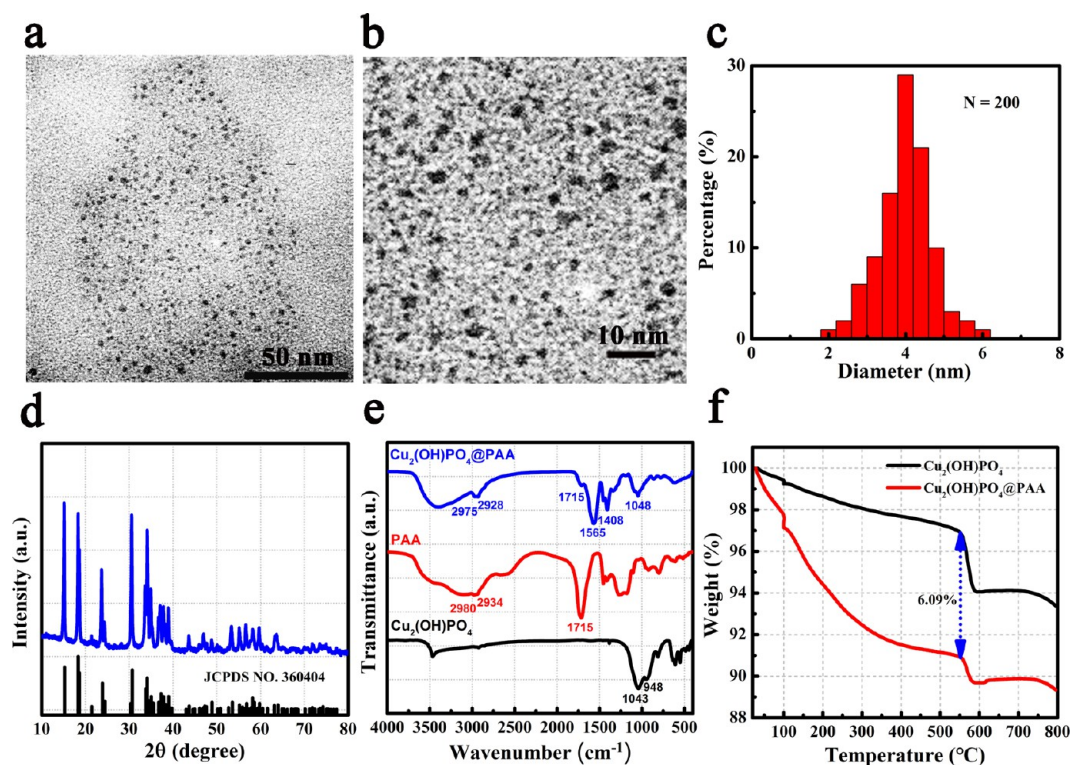 a
b
c
50 nm
10 nm
30
20
10
0
Percentage (%)
N = 200
0 2 4 6 8
Diameter (nm)
d
e
f
Intensity (a.u.)
JCPDS NO. 360404
10 20 30 40 50 60 70 80
2θ (degree)
Transmittance (a.u.)
Cu₂(OH)PO₄@PAA
2975
2928
1715
1565
1408
1048
PAA
2980
2934
1715
Cu₂(OH)PO₄
1043
948
4000 3500 3000 2500 2000 1500 1000 500
Wavenumber (cm⁻¹)
Weight (%)
100
98
96
94
92
90
88
Cu₂(OH)PO₄
Cu₂(OH)PO₄@PAA
6.09%
100 200 300 400 500 600 700 800
Temperature (°C)